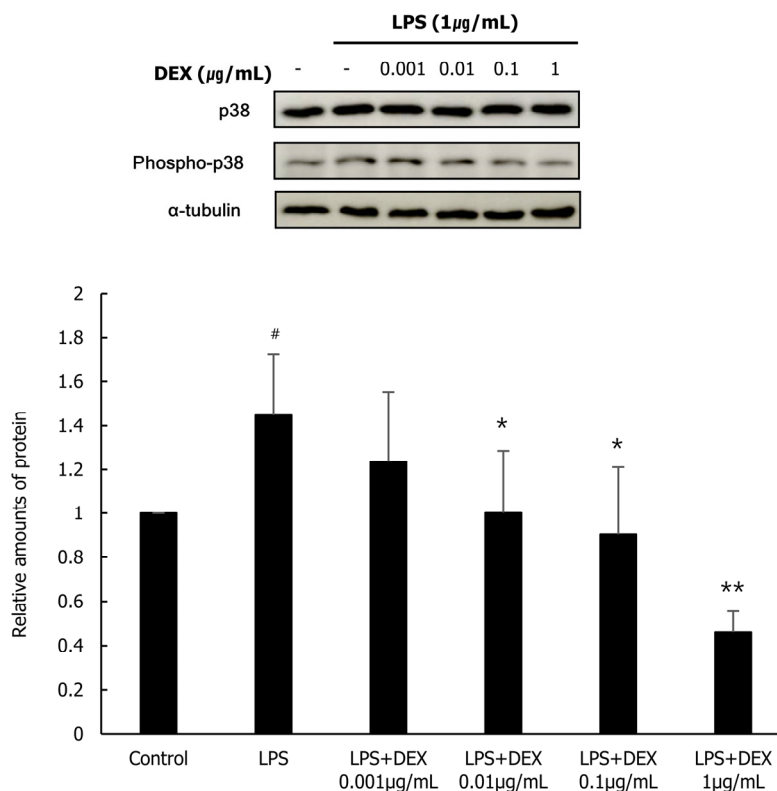 LPS (1μg/mL)
DEX (μg/mL) - - 0.001 0.01 0.1 1
p38
Phospho-p38
α-tubulin
Relative amounts of protein
2
1.8
1.6
1.4
1.2
1
0.8
0.6
0.4
0.2
0
#
*
*
**
Control
LPS
LPS+DEX
0.001μg/mL
LPS+DEX
0.01μg/mL
LPS+DEX
0.1μg/mL
LPS+DEX
1μg/mL